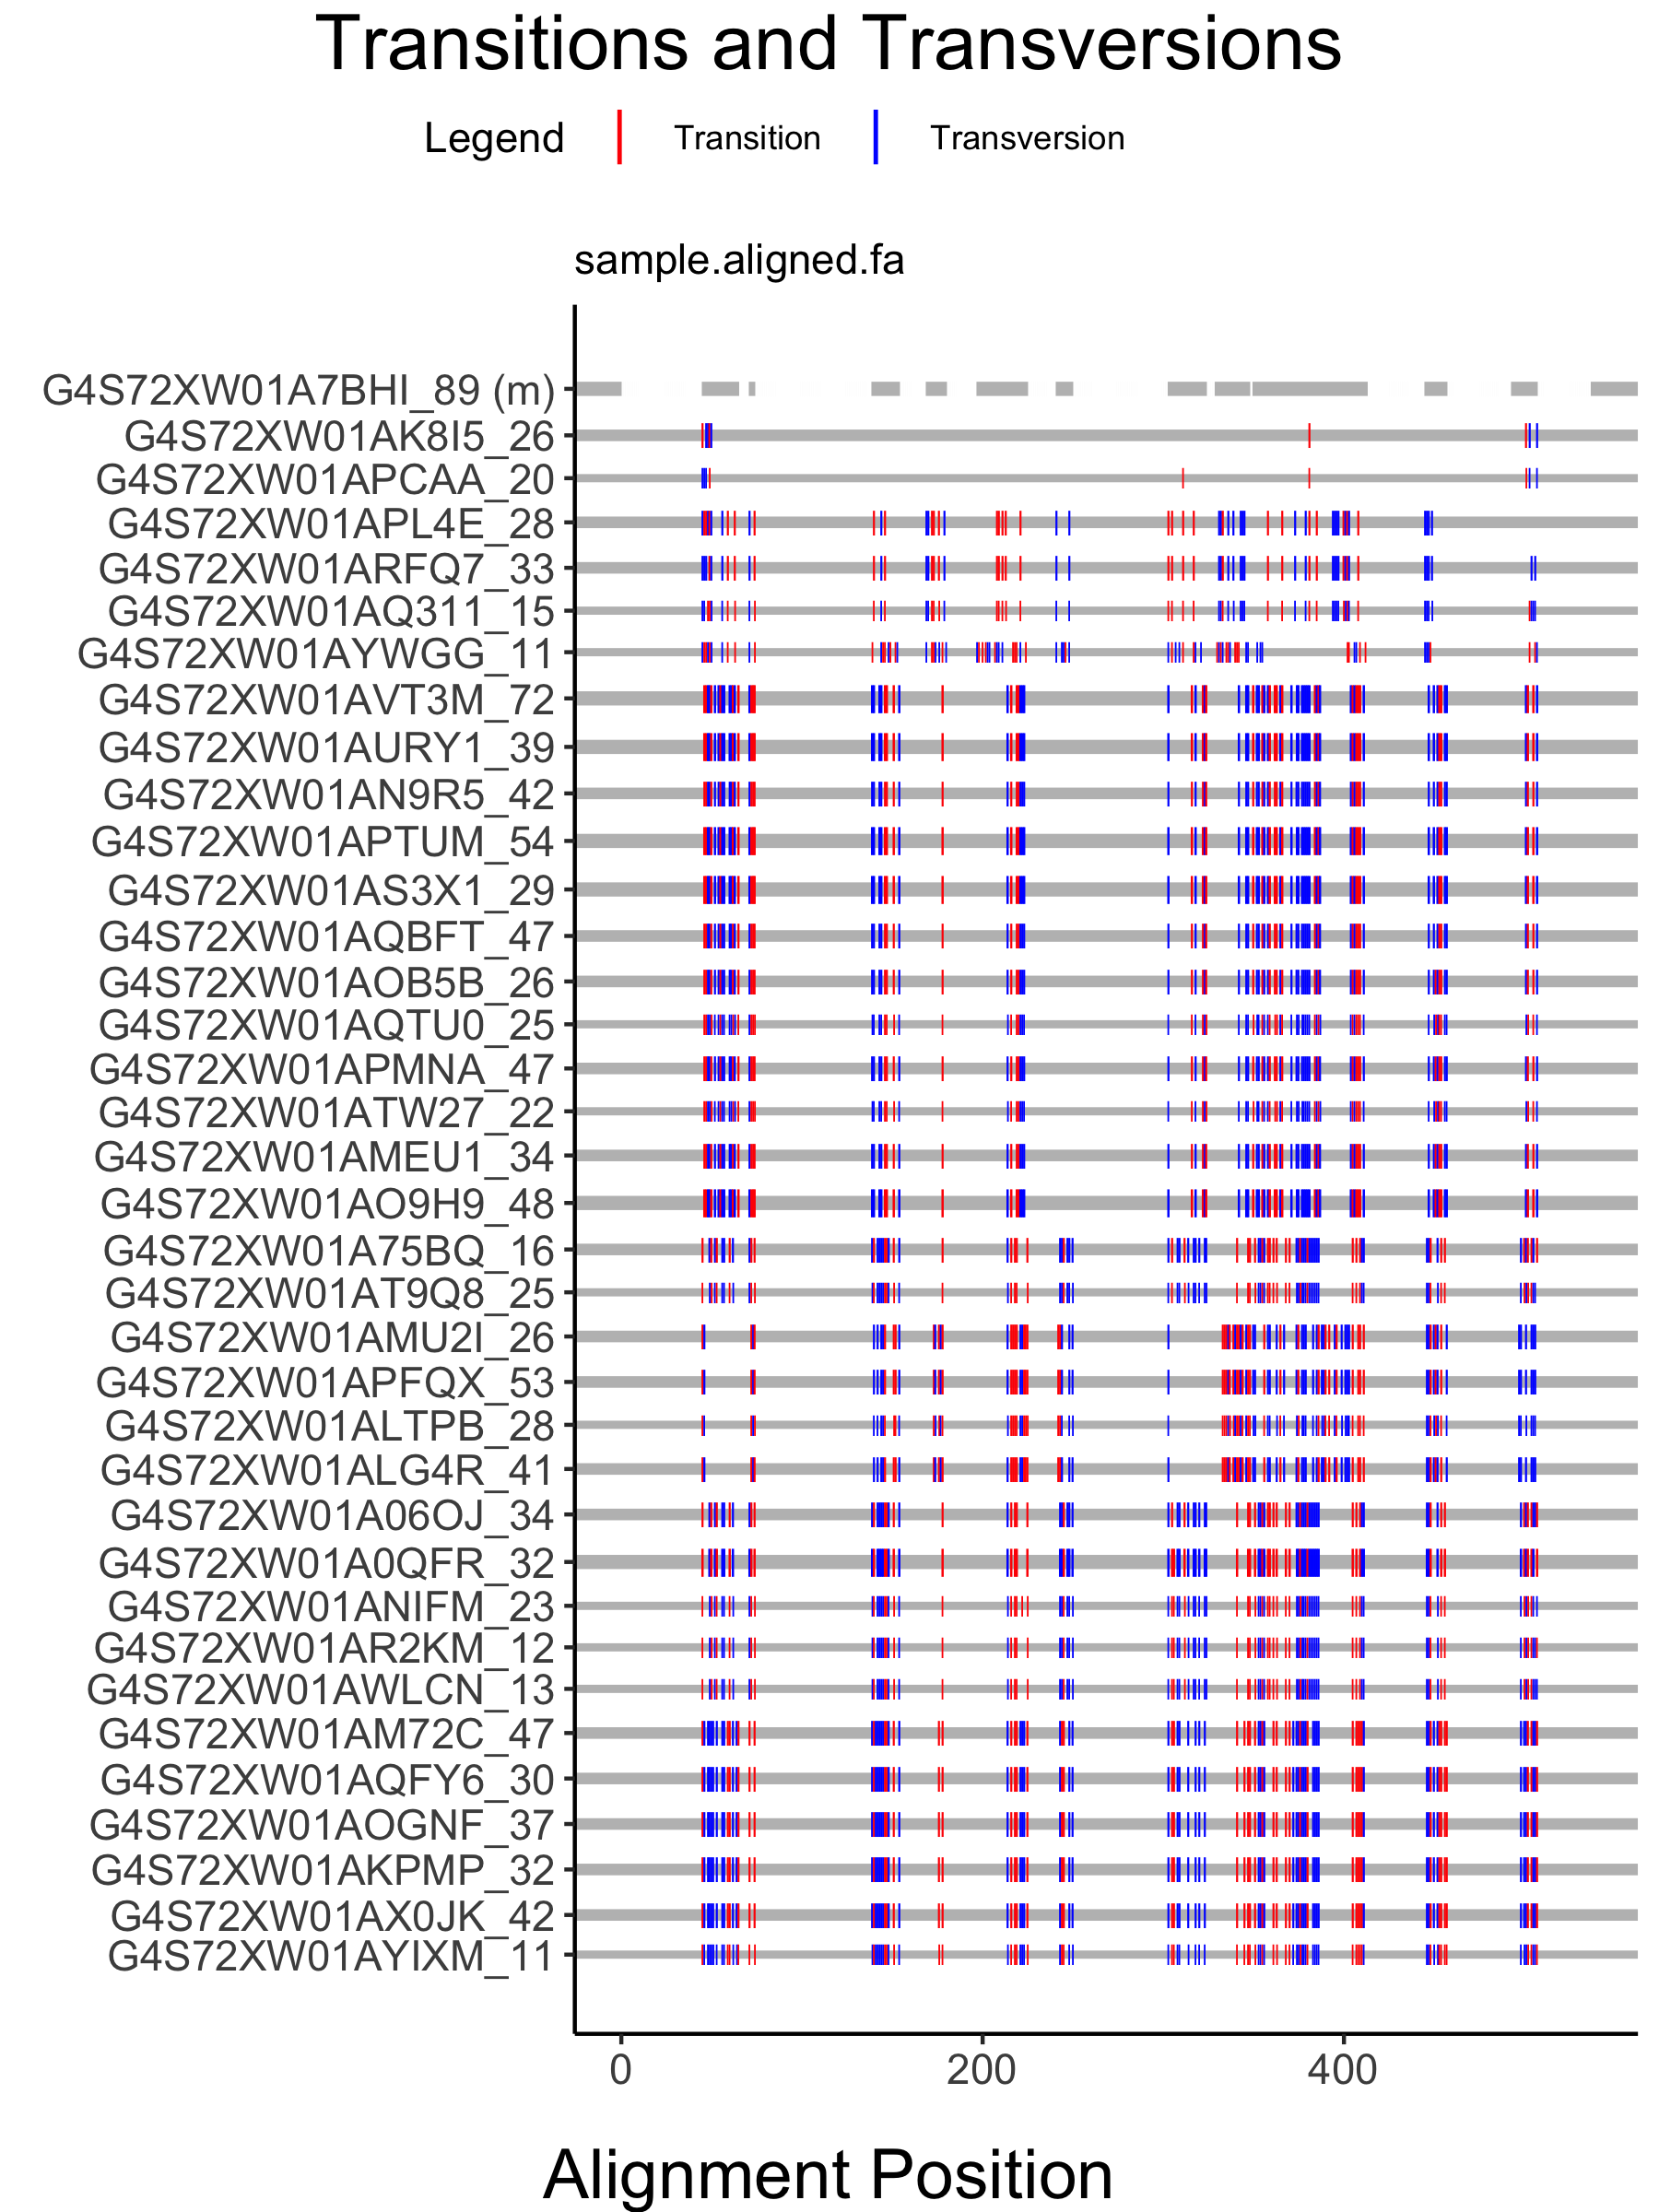 Transitions and Transversions
Legend Transition Transversion
sample.aligned.fa
G4S72XW01A7BHI_89 (m)
G4S72XW01AK8I5_26
G4S72XW01APCAA_20
G4S72XW01APL4E_28
G4S72XW01ARFQ7_33
G4S72XW01AQ311_15
G4S72XW01AYWGG_11
G4S72XW01AVT3M_72
G4S72XW01AURY1_39
G4S72XW01AN9R5_42
G4S72XW01APTUM_54
G4S72XW01AS3X1_29
G4S72XW01AQBFT_47
G4S72XW01AOB5B_26
G4S72XW01AQTU0_25
G4S72XW01APMNA_47
G4S72XW01ATW27_22
G4S72XW01AMEU1_34
G4S72XW01AO9H9_48
G4S72XW01A75BQ_16
G4S72XW01AT9Q8_25
G4S72XW01AMU2I_26
G4S72XW01APFQX_53
G4S72XW01ALTPB_28
G4S72XW01ALG4R_41
G4S72XW01A06OJ_34
G4S72XW01A0QFR_32
G4S72XW01ANIFM_23
G4S72XW01AR2KM_12
G4S72XW01AWLCN_13
G4S72XW01AM72C_47
G4S72XW01AQFY6_30
G4S72XW01AOGNF_37
G4S72XW01AKPMP_32
G4S72XW01AX0JK_42
G4S72XW01AYIXM_11
0 200 400
Alignment Position